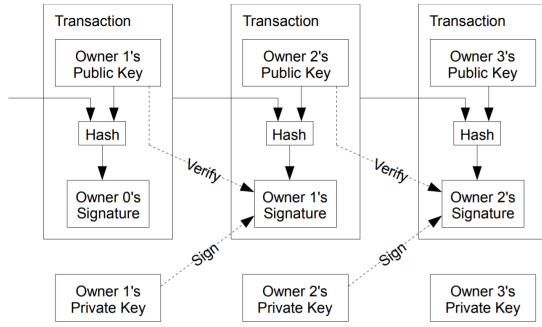 Transaction
Transaction
Transaction
Owner 1's
Public Key
Owner 2's
Public Key
Owner 3's
Public Key
Hash
Hash
Hash
Verify
Verify
Owner 0's
Signature
Owner 1's
Signature
Owner 2's
Signature
Sign
Sign
Owner 1's
Private Key
Owner 2's
Private Key
Owner 3's
Private Key